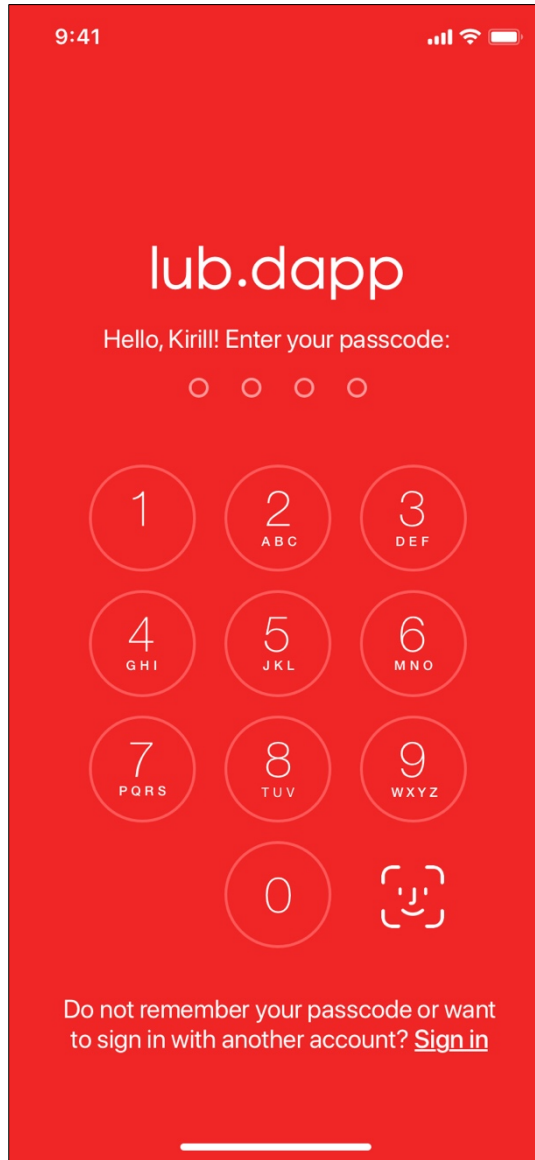 9:41
lub.dapp
Hello, Kirill! Enter your passcode:
1 2 3
ABC DEF
4 5 6
GHI JKL MNO
7 8 9
PQRS TUV WXYZ
0
Do not remember your passcode or want
to sign in with another account? Sign in